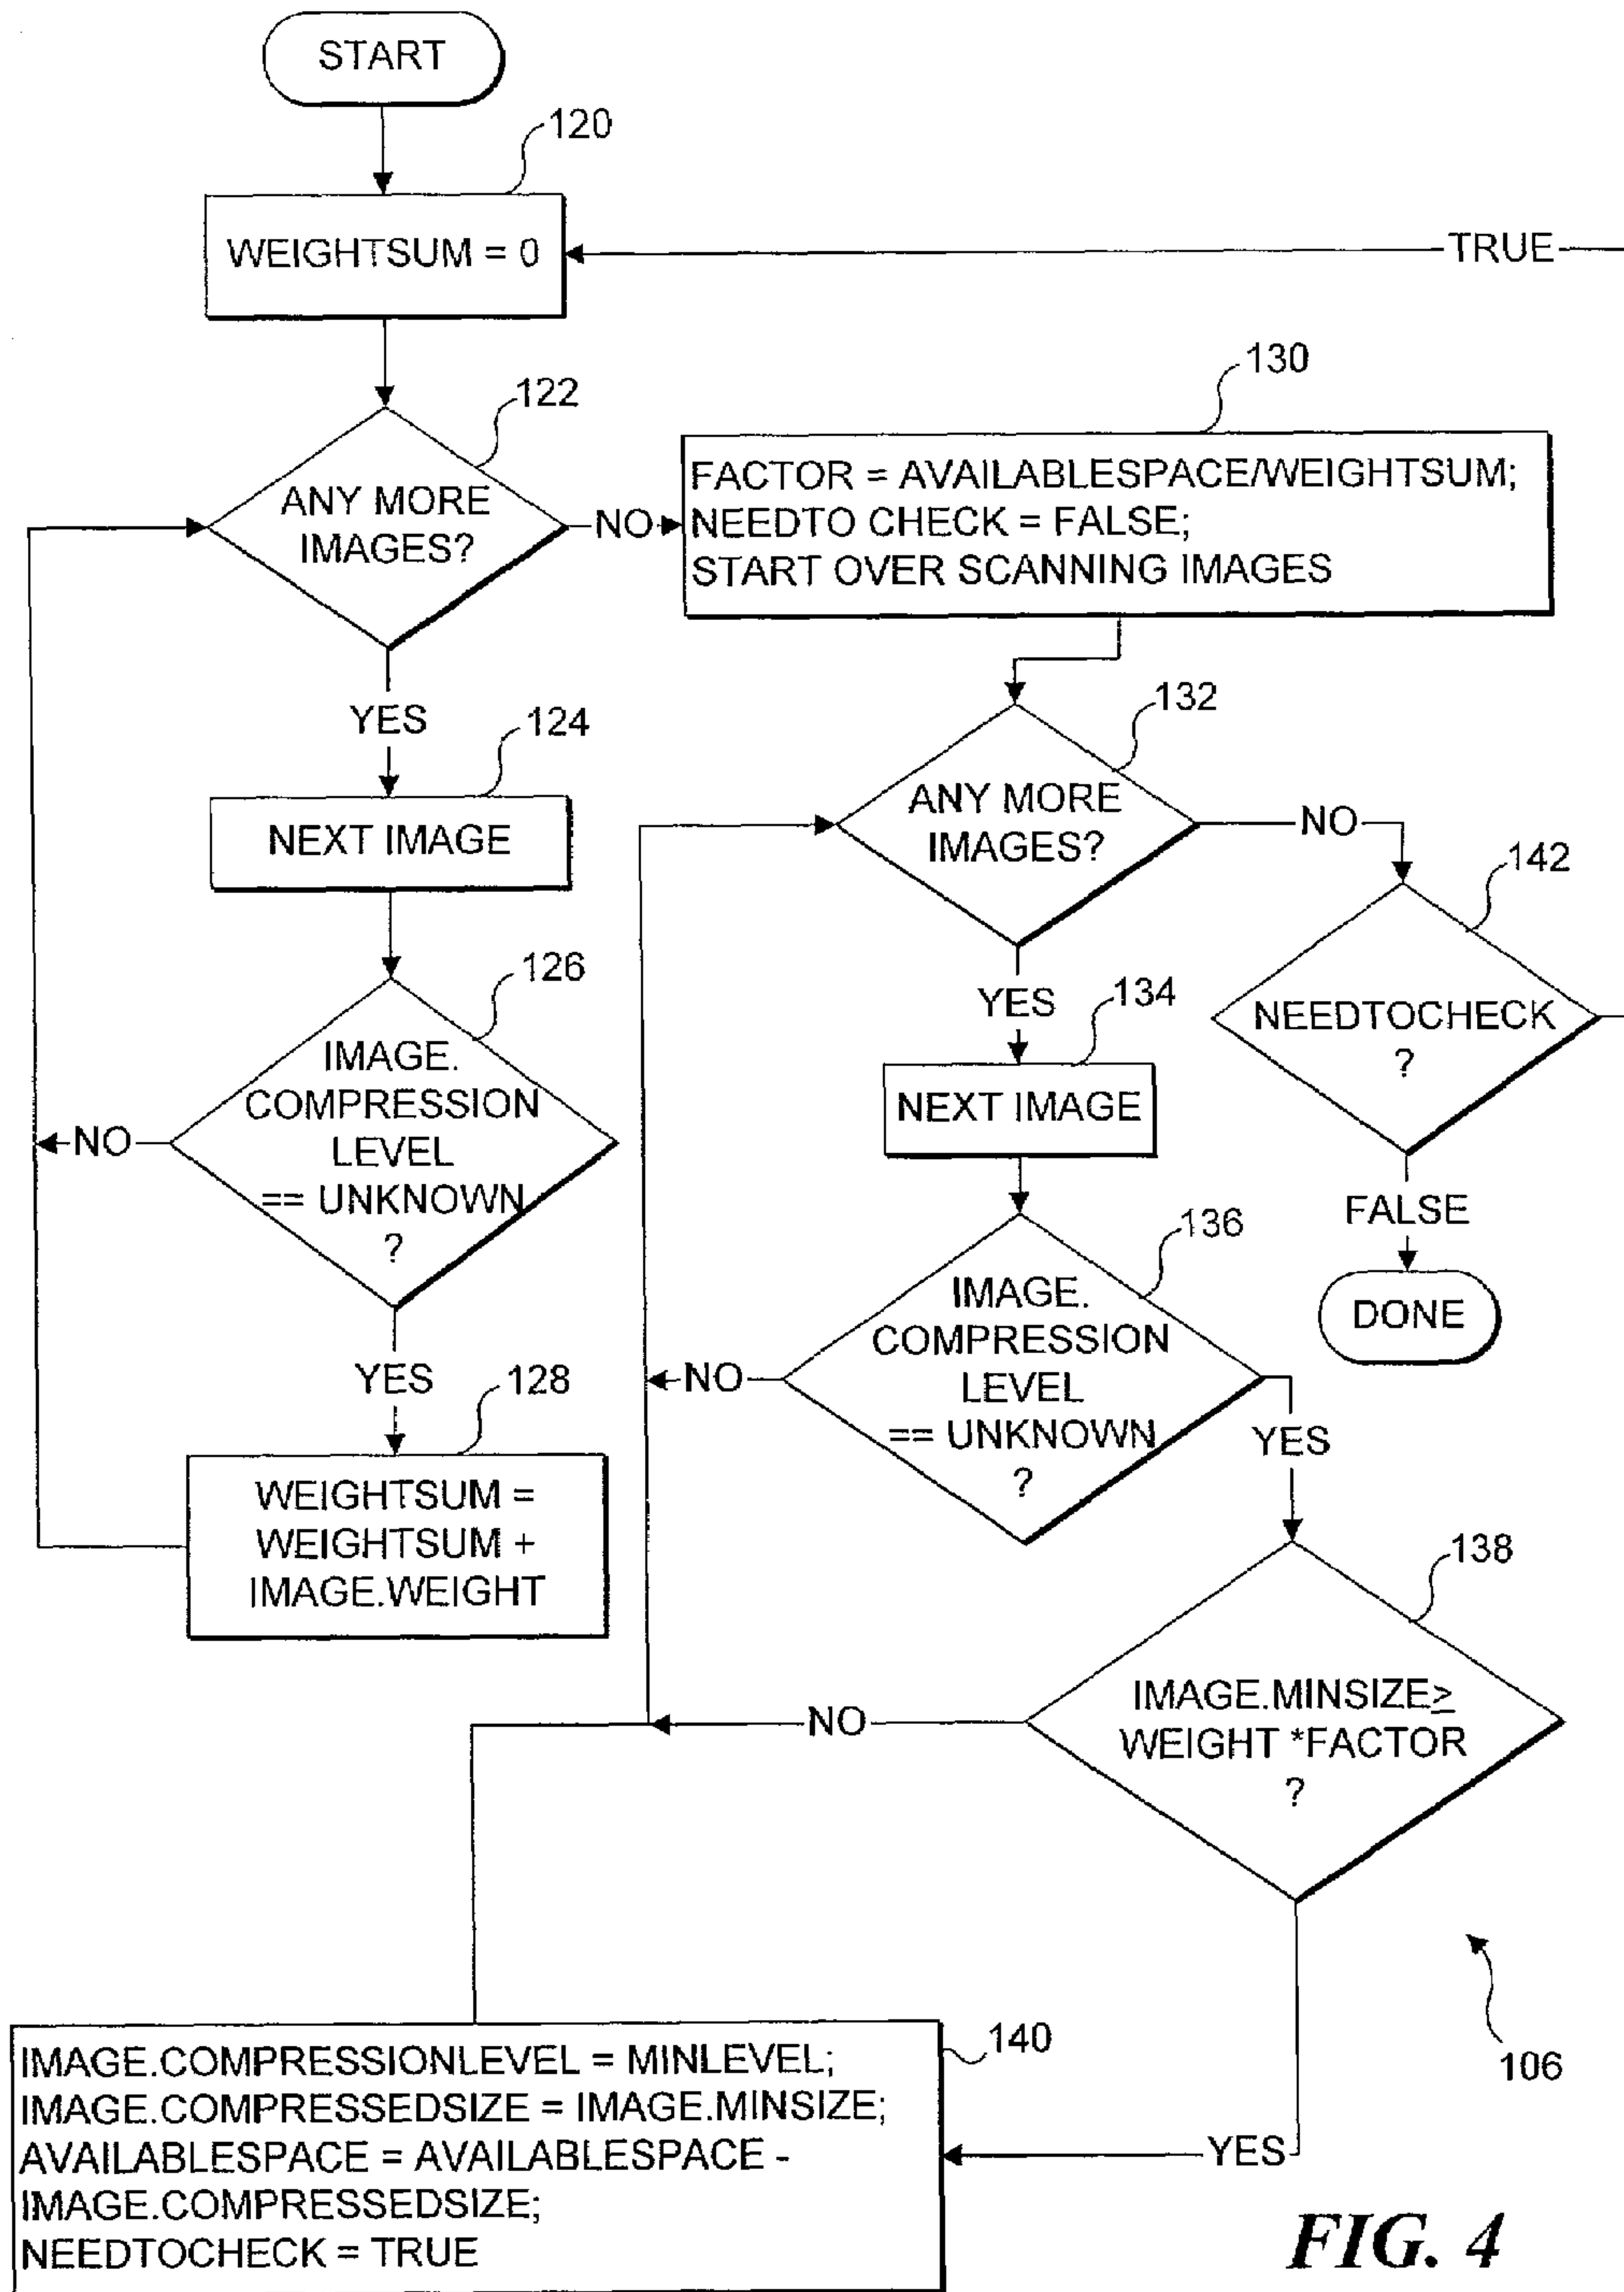 START
120
WEIGHTSUM = 0
TRUE
122
ANY MORE
IMAGES?
NO
130
FACTOR = AVAILABLESPACE/WEIGHTSUM;
NEEDTO CHECK = FALSE;
START OVER SCANNING IMAGES
YES
124
NEXT IMAGE
126
IMAGE.
COMPRESSION
LEVEL
== UNKNOWN
?
NO
YES
128
WEIGHTSUM =
WEIGHTSUM +
IMAGE.WEIGHT
132
ANY MORE
IMAGES?
NO
142
NEEDTOCHECK
?
FALSE
DONE
YES
134
NEXT IMAGE
136
IMAGE.
COMPRESSION
LEVEL
== UNKNOWN
?
NO
YES
138
IMAGE.MINSIZE≥
WEIGHT *FACTOR
?
NO
YES
106
140
IMAGE.COMPRESSIONLEVEL = MINLEVEL;
IMAGE.COMPRESSEDSIZE = IMAGE.MINSIZE;
AVAILABLESPACE = AVAILABLESPACE -
IMAGE.COMPRESSEDSIZE;
NEEDTOCHECK = TRUE
FIG. 4